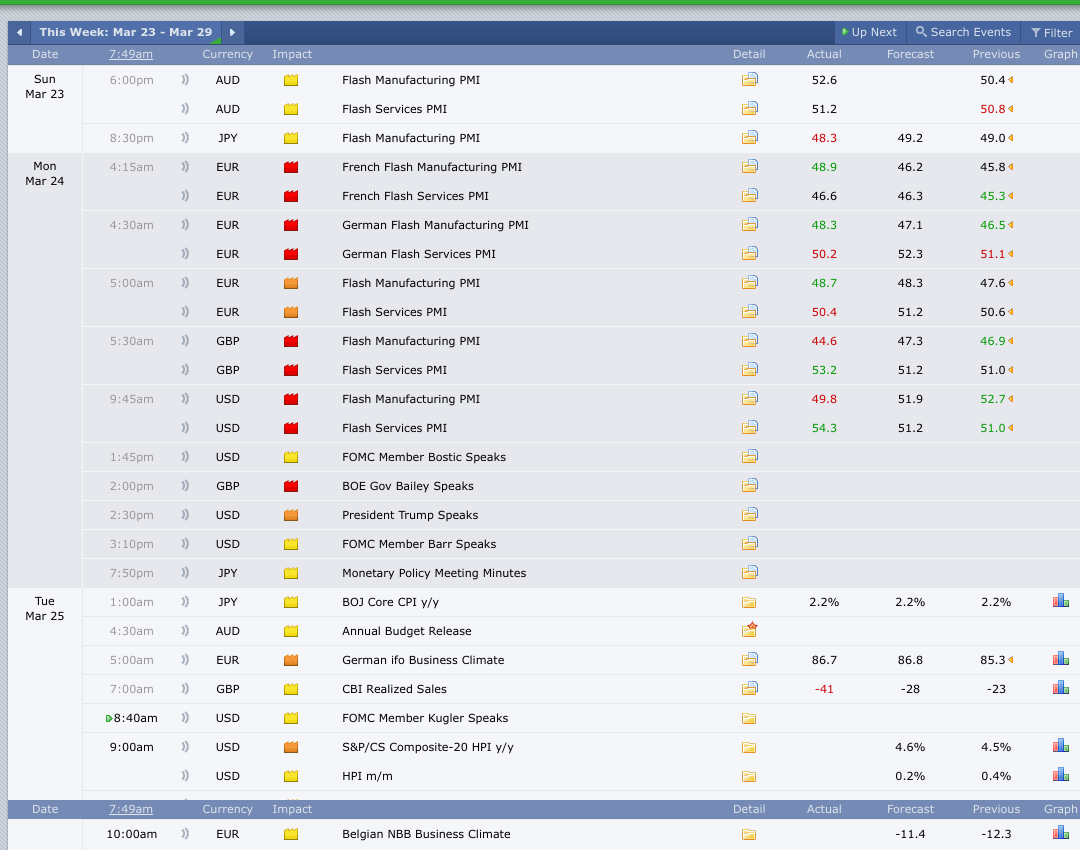 This Week: Mar 23 - Mar 29 Up Next Search Events Filter
Date 7:49am Currency Impact Detail Actual Forecast Previous Graph
Sun
Mar 23
6:00pm AUD Flash Manufacturing PMI 52.6 50.4
AUD Flash Services PMI 51.2 50.8
8:30pm JPY Flash Manufacturing PMI 48.3 49.2 49.0
Mon
Mar 24
4:15am EUR French Flash Manufacturing PMI 48.9 46.2 45.8
EUR French Flash Services PMI 46.6 46.3 45.3
4:30am EUR German Flash Manufacturing PMI 48.3 47.1 46.5
EUR German Flash Services PMI 50.2 52.3 51.1
5:00am EUR Flash Manufacturing PMI 48.7 48.3 47.6
EUR Flash Services PMI 50.4 51.2 50.6
5:30am GBP Flash Manufacturing PMI 44.6 47.3 46.9
GBP Flash Services PMI 53.2 51.2 51.0
9:45am USD Flash Manufacturing PMI 49.8 51.9 52.7
USD Flash Services PMI 54.3 51.2 51.0
1:45pm USD FOMC Member Bostic Speaks
2:00pm GBP BOE Gov Bailey Speaks
2:30pm USD President Trump Speaks
3:10pm USD FOMC Member Barr Speaks
7:50pm JPY Monetary Policy Meeting Minutes
Tue
Mar 25
1:00am JPY BOJ Core CPI y/y 2.2% 2.2% 2.2%
4:30am AUD Annual Budget Release
5:00am EUR German ifo Business Climate 86.7 86.8 85.3
7:00am GBP CBI Realized Sales -41 -28 -23
8:40am USD FOMC Member Kugler Speaks
9:00am USD S&P/CS Composite-20 HPI y/y 4.6% 4.5%
USD HPI m/m 0.2% 0.4%
Date 7:49am Currency Impact Detail Actual Forecast Previous Graph
10:00am EUR Belgian NBB Business Climate -11.4 -12.3